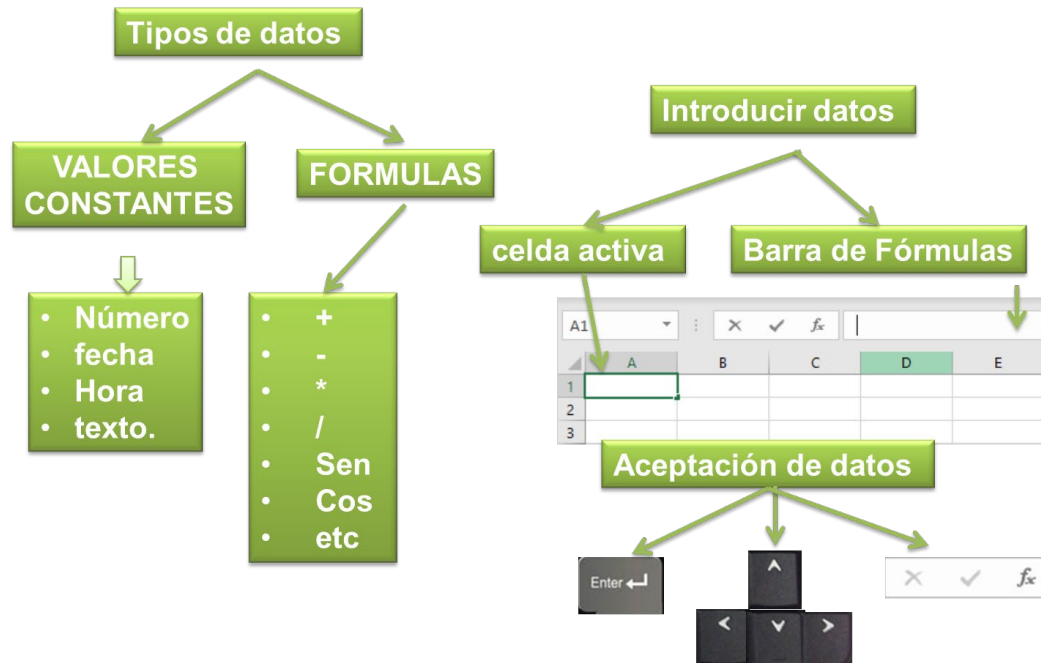 Tipos de datos
VALORES
CONSTANTES
FORMULAS
• Número
• fecha
• Hora
• texto.
• +
• -
• *
• /
• Sen
• Cos
• etc
Introducir datos
celda activa
Barra de Fórmulas
A1 fx
A B C D E
1
2
3
Aceptación de datos
Enter
fx